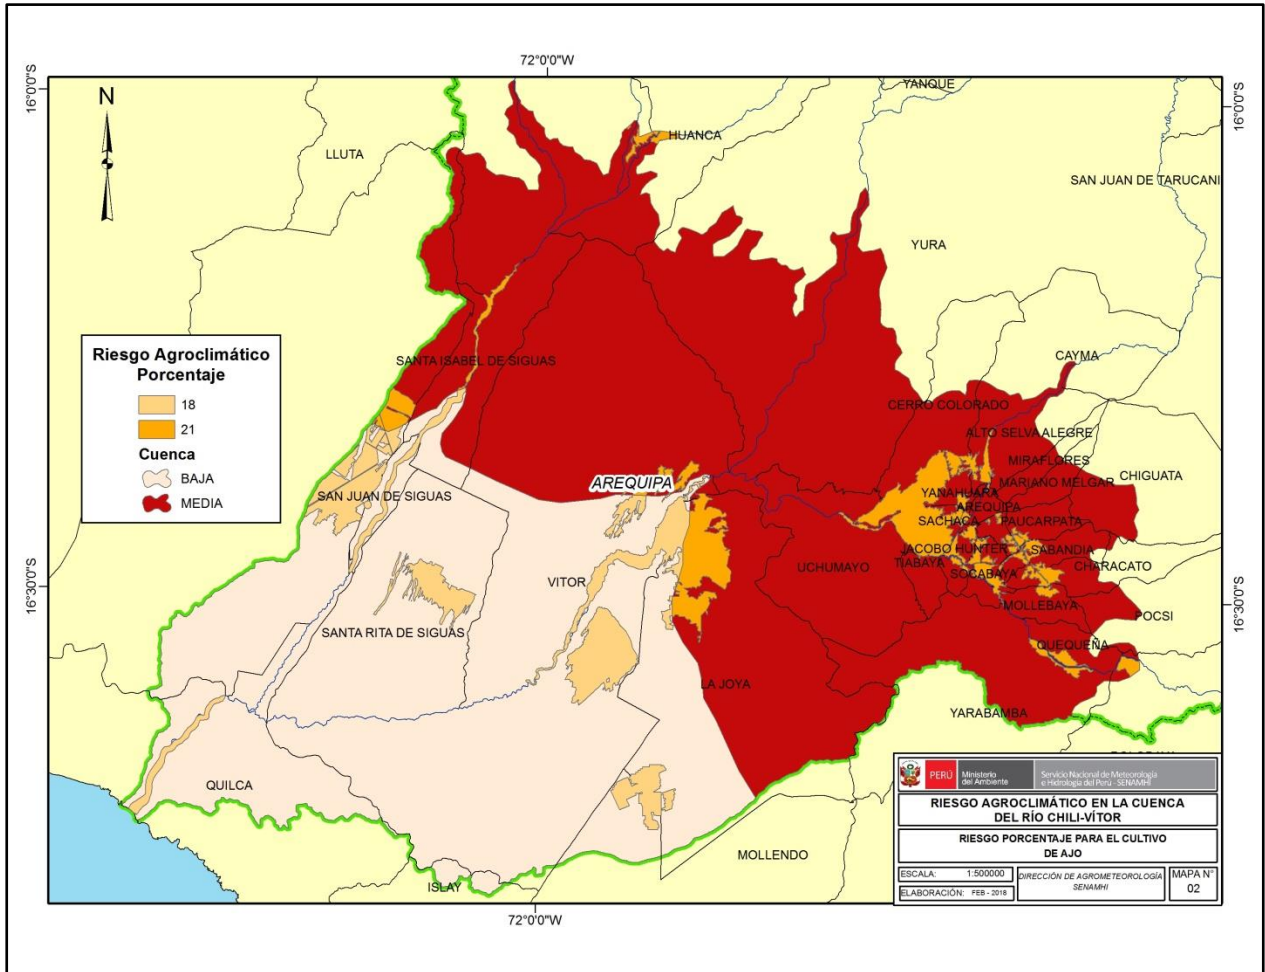 72°0'0"W
16°0'0"S
16°0'0"S
N
YANQUE
HUANCA
LLUTA
SAN JUAN DE TARUCANI
YURA
Riesgo Agroclimático
Porcentaje
18
21
Cuenca
BAJA
MEDIA
SANTA ISABEL DE SIGUAS
CAYMA
CERRO COLORADO
ALTO SELVA ALEGRE
MIRAFLORES
CHIGUATA
MARIANO MELGAR
AREQUIPA
SAN JUAN DE SIGUAS
YANAHUARA
AREQUIPA
SACHACA
PAUCARPATA
JACOBO HUNTER
SABANDIA
TIABAYA
CHARACATO
UCHUMAYO
SOCABAYA
VITOR
16°30'0"S
16°30'0"S
MOLLEBAYA
POCSI
SANTA RITA DE SIGUAS
QUEQUEÑA
LA JOYA
YARABAMBA
QUILCA
MOLLENDO
ISLAY
PERÚ
Ministerio
del Ambiente
Servicio Nacional de Meteorología
e Hidrología del Perú - SENAMHI
RIESGO AGROCLIMÁTICO EN LA CUENCA
DEL RÍO CHILI-VÍTOR
RIESGO PORCENTAJE PARA EL CULTIVO
DE AJO
ESCALA: 1:500000
ELABORACIÓN: FEB - 2018
DIRECCIÓN DE AGROMETEOROLOGÍA
SENAMHI
MAPA N°
02
72°0'0"W